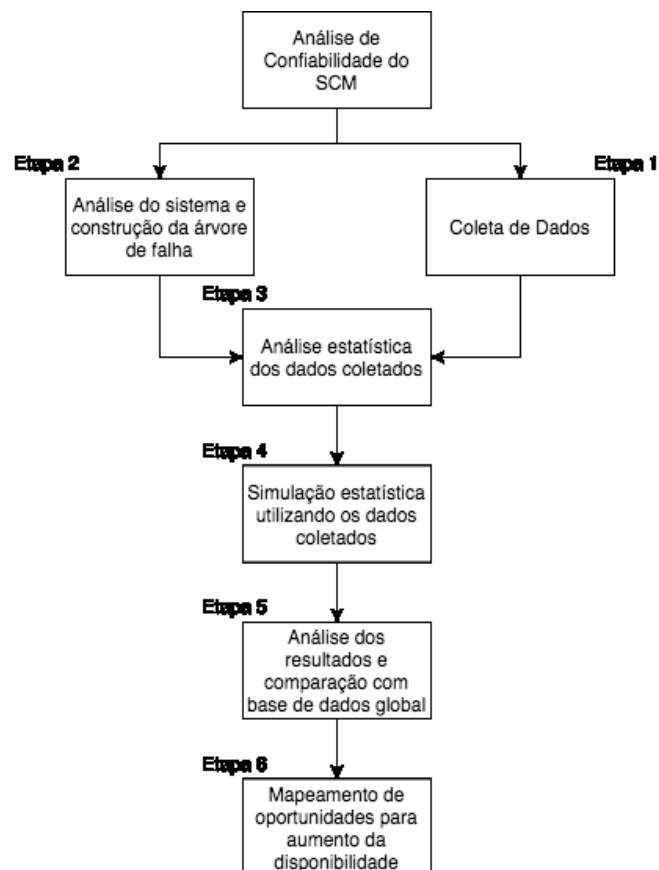 Análise de
Confiabilidade do
SCM
Etapa 2
Etapa 1
Análise do sistema e
construção da árvore
de falha
Coleta de Dados
Etapa 3
Análise estatística
dos dados coletados
Etapa 4
Simulação estatística
utilizando os dados
coletados
Etapa 5
Análise dos
resultados e
comparação com
base de dados global
Etapa 6
Mapeamento de
oportunidades para
aumento da
disponibilidade